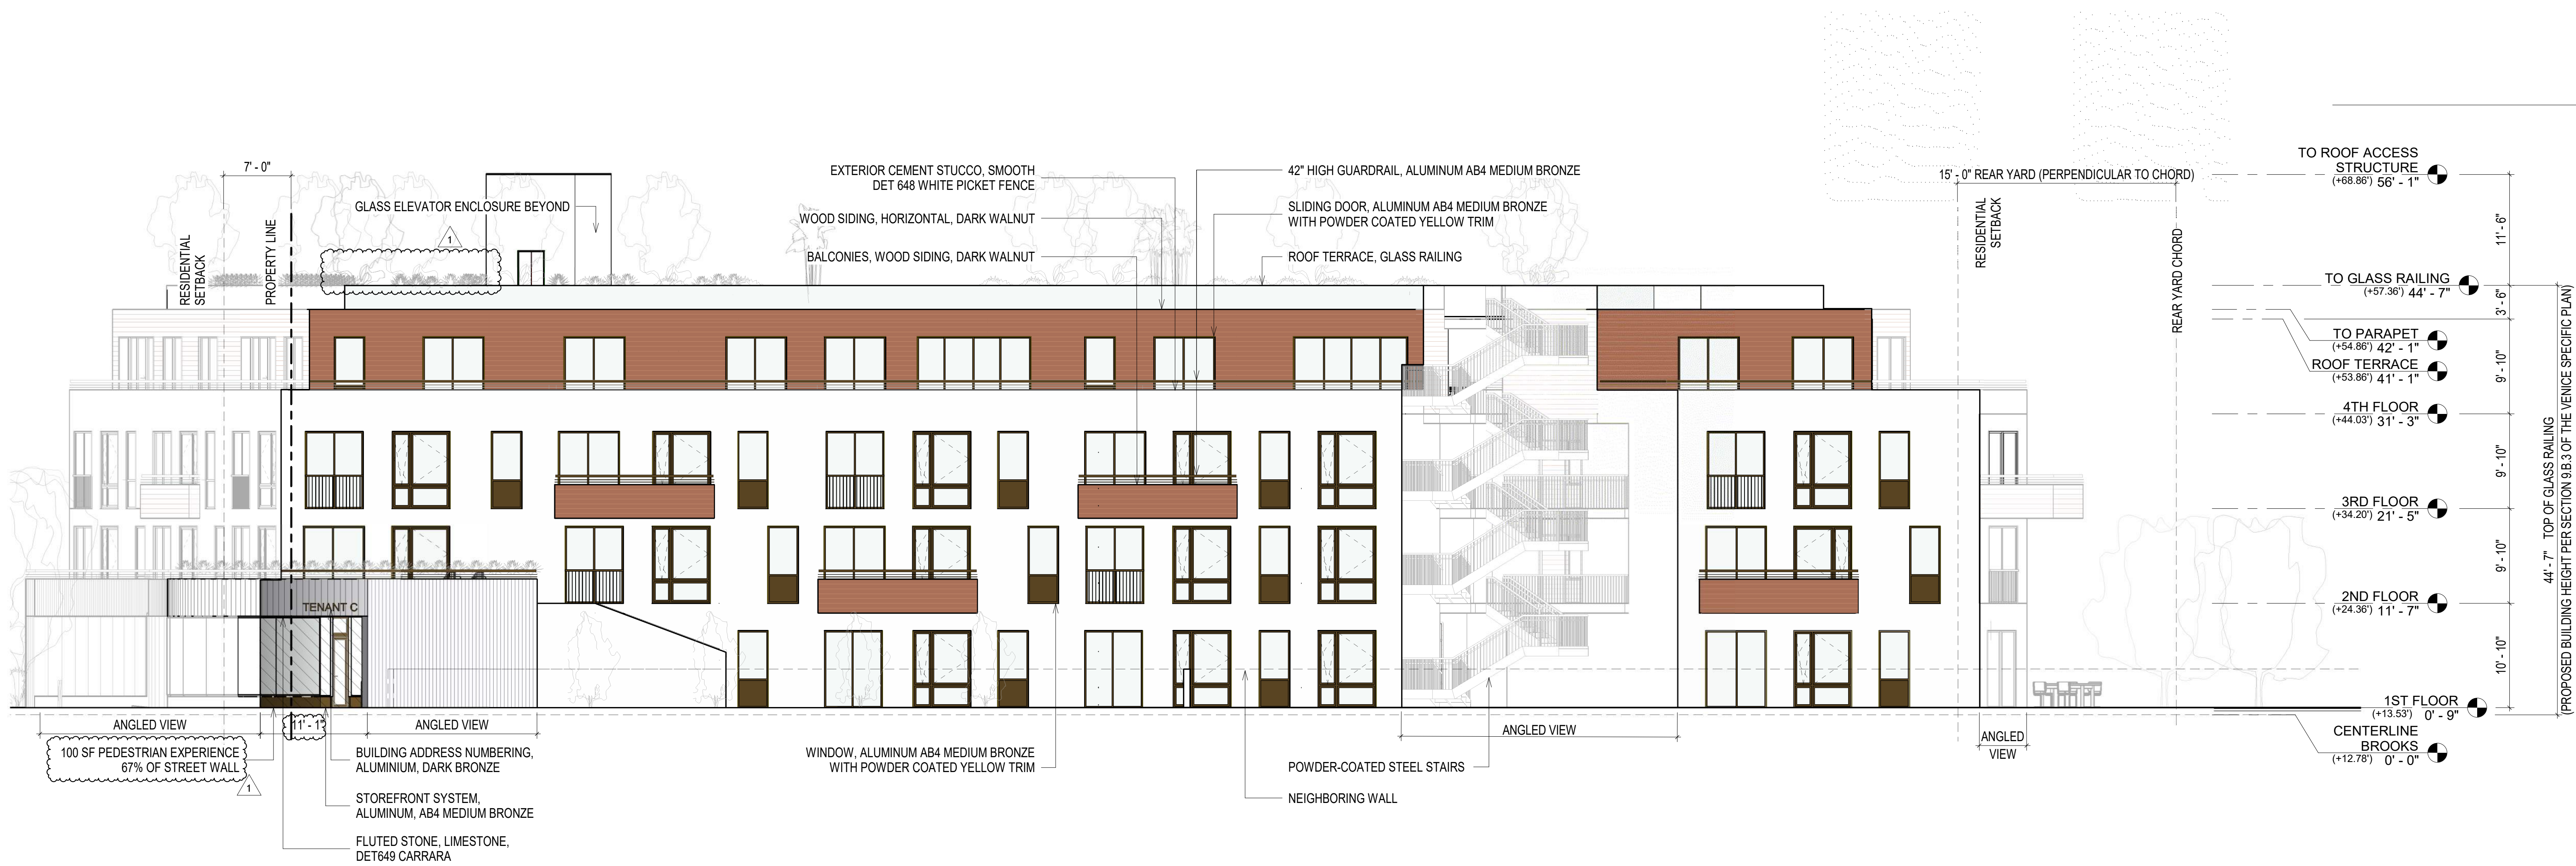 7' - 0"
RESIDENTIAL
SETBACK
PROPERTY LINE
GLASS ELEVATOR ENCLOSURE BEYOND
1
EXTERIOR CEMENT STUCCO, SMOOTH
DET 648 WHITE PICKET FENCE
WOOD SIDING, HORIZONTAL, DARK WALNUT
BALCONIES, WOOD SIDING, DARK WALNUT
42" HIGH GUARDRAIL, ALUMINUM AB4 MEDIUM BRONZE
SLIDING DOOR, ALUMINUM AB4 MEDIUM BRONZE
WITH POWDER COATED YELLOW TRIM
ROOF TERRACE, GLASS RAILING
15' - 0" REAR YARD (PERPENDICULAR TO CHORD)
RESIDENTIAL
SETBACK
REAR YARD CHORD
TO ROOF ACCESS
STRUCTURE
(+68.86') 56' - 1"
TO GLASS RAILING
(+57.36') 44' - 7"
TO PARAPET
(+54.86') 42' - 1"
ROOF TERRACE
(+53.86') 41' - 1"
4TH FLOOR
(+44.03') 31' - 3"
3RD FLOOR
(+34.20') 21' - 5"
2ND FLOOR
(+24.36') 11' - 7"
1ST FLOOR
(+13.53') 0' - 9"
CENTERLINE
BROOKS
(+12.78') 0' - 0"
11' - 6"
3' - 6"
9' - 10"
9' - 10"
9' - 10"
10' - 10"
44' - 7" TOP OF GLASS RAILING
(PROPOSED BUILDING HEIGHT PER SECTION 9.B.3 OF THE VENICE SPECIFIC PLAN)
TENANT C
ANGLED VIEW
11' - 1"
ANGLED VIEW
ANGLED VIEW
ANGLED
VIEW
100 SF PEDESTRIAN EXPERIENCE
67% OF STREET WALL
1
BUILDING ADDRESS NUMBERING,
ALUMINIUM, DARK BRONZE
STOREFRONT SYSTEM,
ALUMINUM, AB4 MEDIUM BRONZE
FLUTED STONE, LIMESTONE,
DET649 CARRARA
WINDOW, ALUMINUM AB4 MEDIUM BRONZE
WITH POWDER COATED YELLOW TRIM
POWDER-COATED STEEL STAIRS
NEIGHBORING WALL